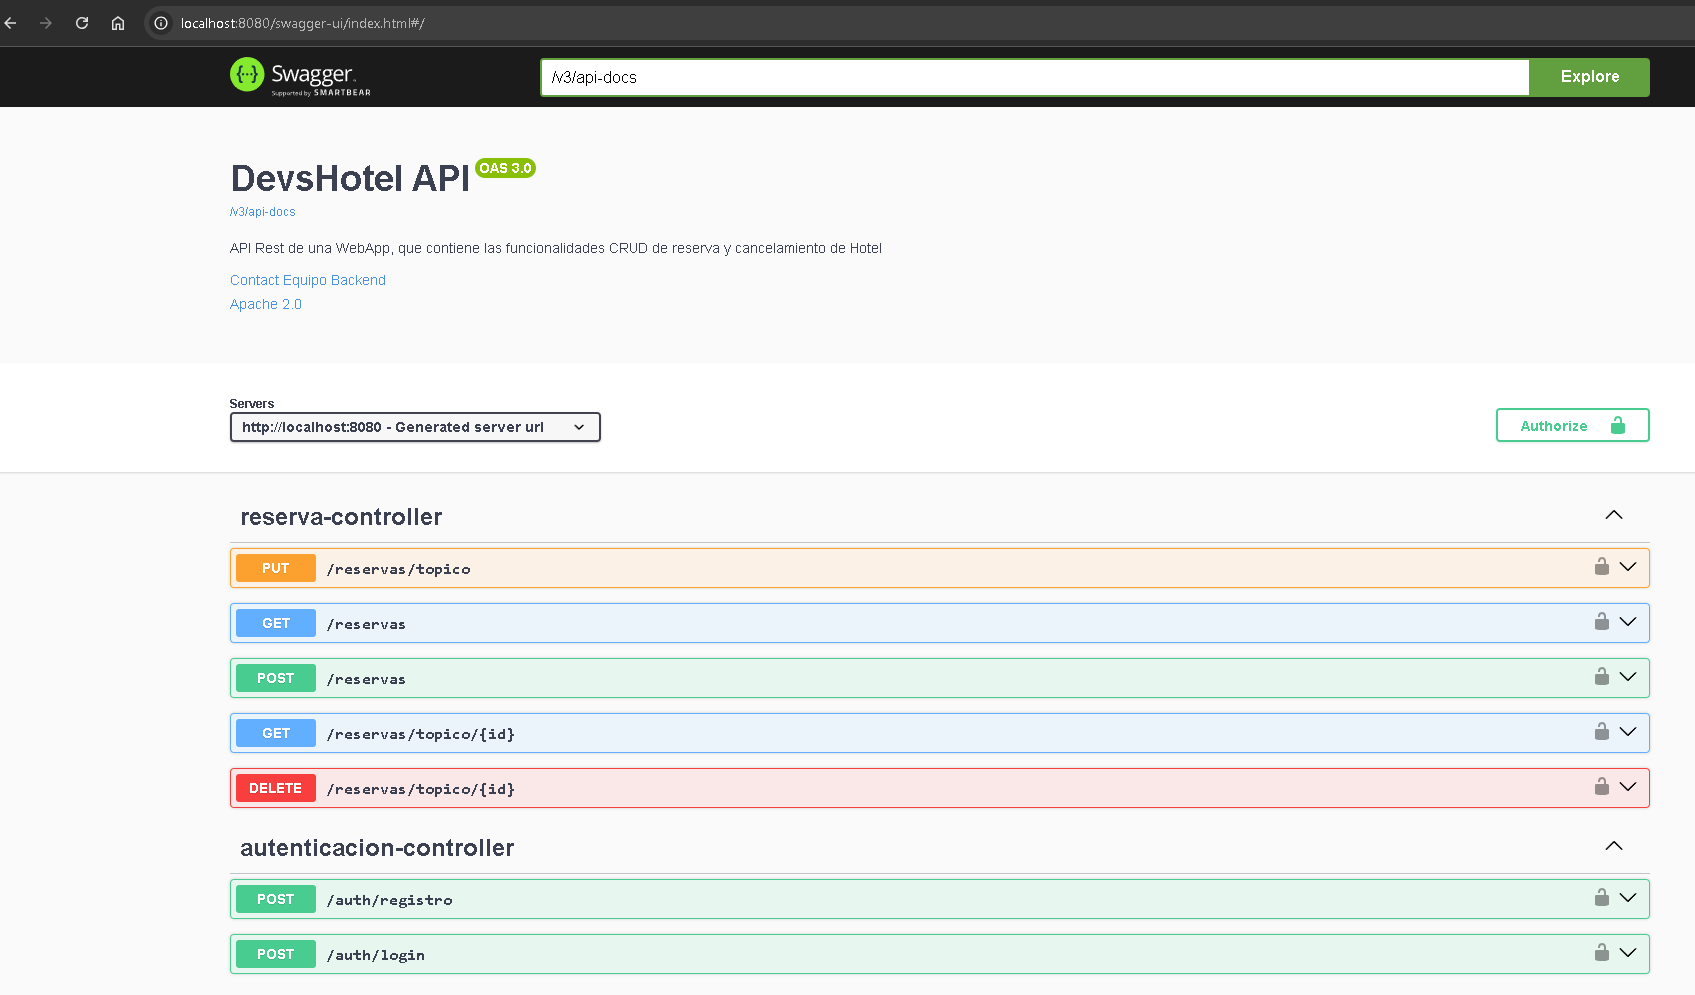 localhost:8080/swagger-ui/index.html#/
{···} Swagger.
Supported by SMARTBEAR
/v3/api-docs
Explore
DevsHotel API OAS 3.0
/v3/api-docs
API Rest de una WebApp, que contiene las funcionalidades CRUD de reserva y cancelamiento de Hotel
Contact Equipo Backend
Apache 2.0
Servers
http://localhost:8080 - Generated server url
Authorize
reserva-controller
PUT /reservas/topico
GET /reservas
POST /reservas
GET /reservas/topico/{id}
DELETE /reservas/topico/{id}
autenticacion-controller
POST /auth/registro
POST /auth/login